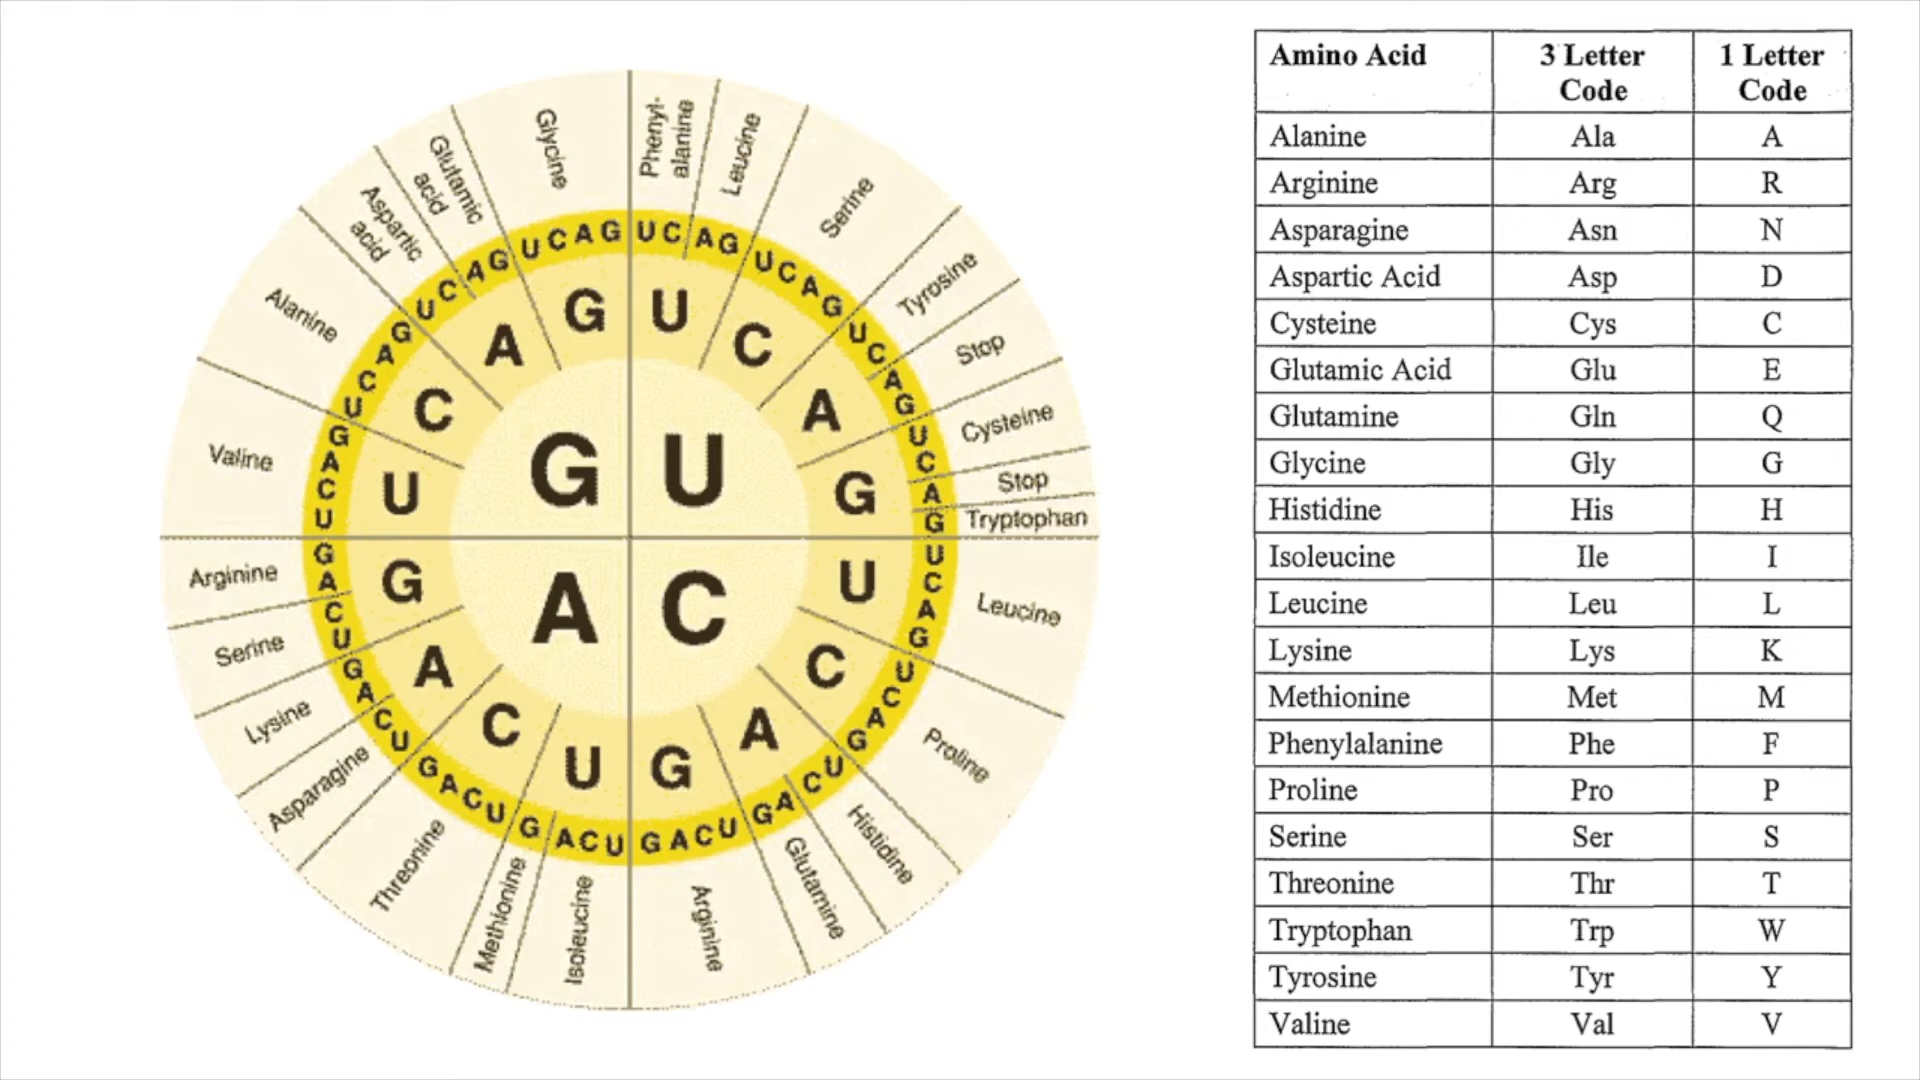 Phenyl-
alanine
Leucine
Serine
Tyrosine
Stop
Cysteine
Stop
Tryptophan
Leucine
Proline
Histidine
Glutamine
Arginine
Isoleucine
Methionine
Threonine
Asparagine
Lysine
Serine
Arginine
Valine
Alanine
Aspartic
acid
Glutamic
acid
Glycine
U C A G U C A G U C A G U C A G
U C A G U C A G U C A G U C A G
U C A G U C A G U C A G U C A G
U C A G U C A G U C A G U C A G
U C A G
U C A G
U C A G
U C A G
G U
A C
Amino Acid 3 Letter Code 1 Letter Code
Alanine Ala A
Arginine Arg R
Asparagine Asn N
Aspartic Acid Asp D
Cysteine Cys C
Glutamic Acid Glu E
Glutamine Gln Q
Glycine Gly G
Histidine His H
Isoleucine Ile I
Leucine Leu L
Lysine Lys K
Methionine Met M
Phenylalanine Phe F
Proline Pro P
Serine Ser S
Threonine Thr T
Tryptophan Trp W
Tyrosine Tyr Y
Valine Val V